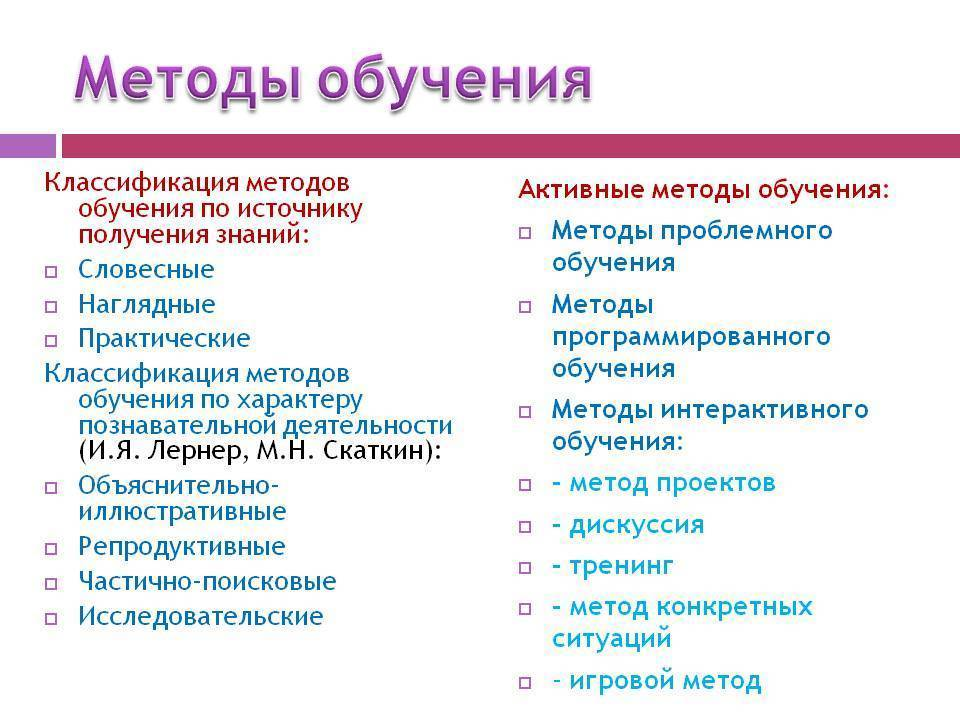 Методы обучения
Классификация методов
обучения по источнику
получения знаний:
Словесные
Наглядные
Практические
Классификация методов
обучения по характеру
познавательной деятельности
(И.Я. Лернер, М.Н. Скаткин):
Объяснительно-
иллюстративные
Репродуктивные
Частично-поисковые
Исследовательские
Активные методы обучения:
Методы проблемного
обучения
Методы
программированного
обучения
Методы интерактивного
обучения:
- метод проектов
- дискуссия
- тренинг
- метод конкретных
ситуаций
- игровой метод